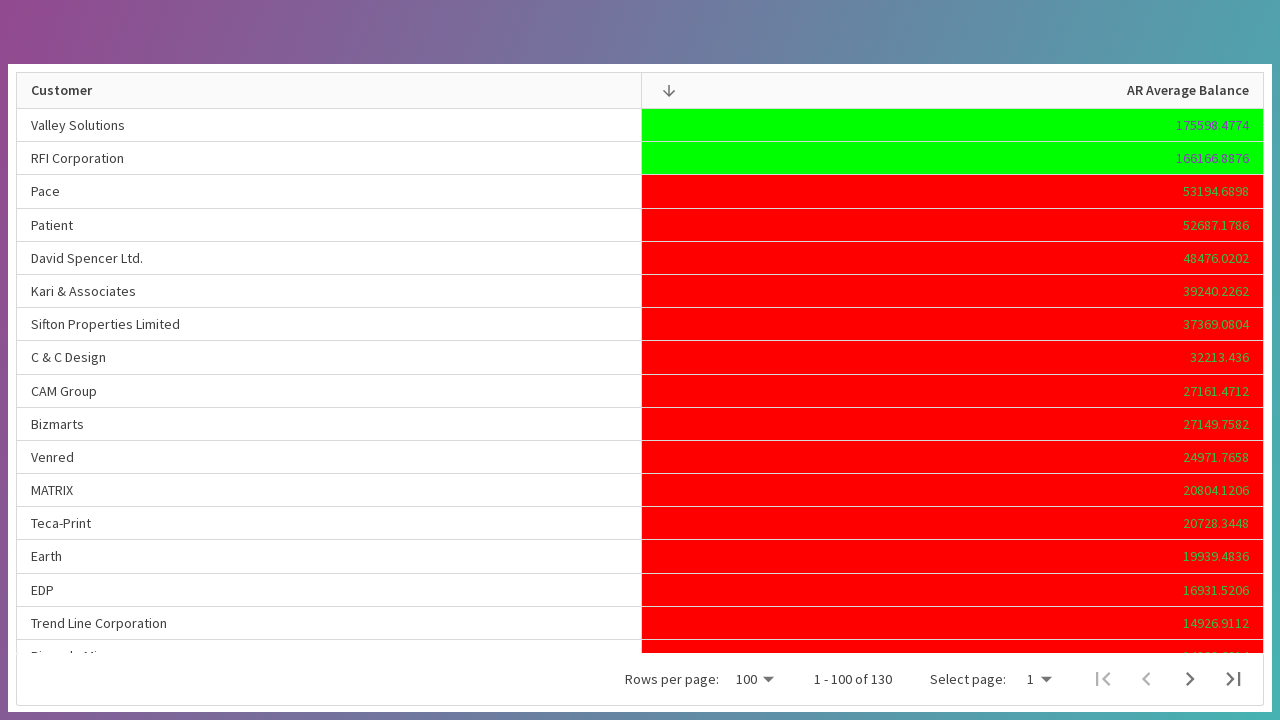 Customer AR Average Balance
Valley Solutions 175598.4774
RFI Corporation 166166.8876
Pace 53194.6898
Patient 52687.1786
David Spencer Ltd. 48476.0202
Kari & Associates 39240.2262
Sifton Properties Limited 37369.0804
C & C Design 32213.436
CAM Group 27161.4712
Bizmarts 27149.7582
Venred 24971.7658
MATRIX 20804.1206
Teca-Print 20728.3448
Earth 19939.4836
EDP 16931.5206
Trend Line Corporation 14926.9112
Rows per page: 100 1 - 100 of 130 Select page: 1